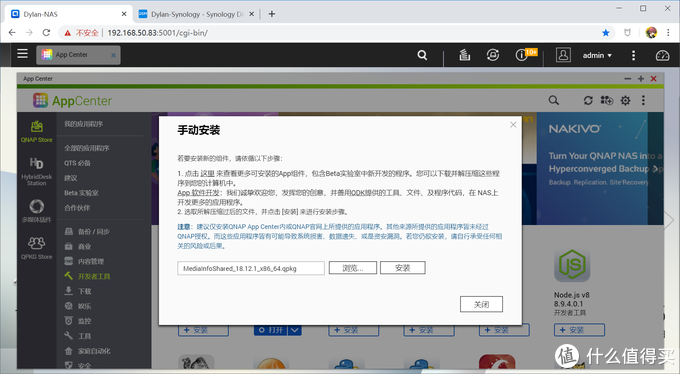 Dylan-NAS
Dylan-Synology - Synology Di
不安全
192.168.50.83:5001/cgi-bin/
App Center
10+
admin
App Center
AppCenter
QNAP Store
HybridDesk Station
多媒体插件
QPKG Store
我的应用程序
全部的应用程序
QTS 必备
建议
Beta 实验室
合作伙伴
备份 / 同步
商业
内容管理
开发者工具
下载
娱乐
监控
工具
家庭自动化
安全
手动安装
若要安装新的组件，请依循以下步骤:
1. 点击 这里 来查看更多可安装的App组件，包含Beta实验室中新开发的程序。您可以下载并解压缩这些程
序到您的计算机中。
App 软件开发：我们诚挚欢迎您，发挥您的创意，并善用QDK提供的工具、文件、及程序代码，在 NAS上
开发更多的应用程序。
2. 选取所解压缩过后的文件，并点击 [安装] 来进行安装步骤。
注意：建议仅安装QNAP App Center内或QNAP官网上所提供的应用程序。其他来源所提供的应用程序皆未经过
QNAP授权，而这些应用程序皆有可能导致系统损害、数据遗失、或是资安漏洞。若您仍欲安装，请自行承受任何相
关的风险或后果。
MediaInfoShared_18.12.1_x86_64.qpkg
浏览...
安装
关闭
NAKIVO
Turn Your QNAP NAS into
Hyperconverged Backup Ap
Backup. Replication. Site Recovery
Node.js v8
8.9.4.0.1
开发者工具
+ 安装
打开
+ 安装
+ 安装
+ 安装
+ 安装
值 什么值得买